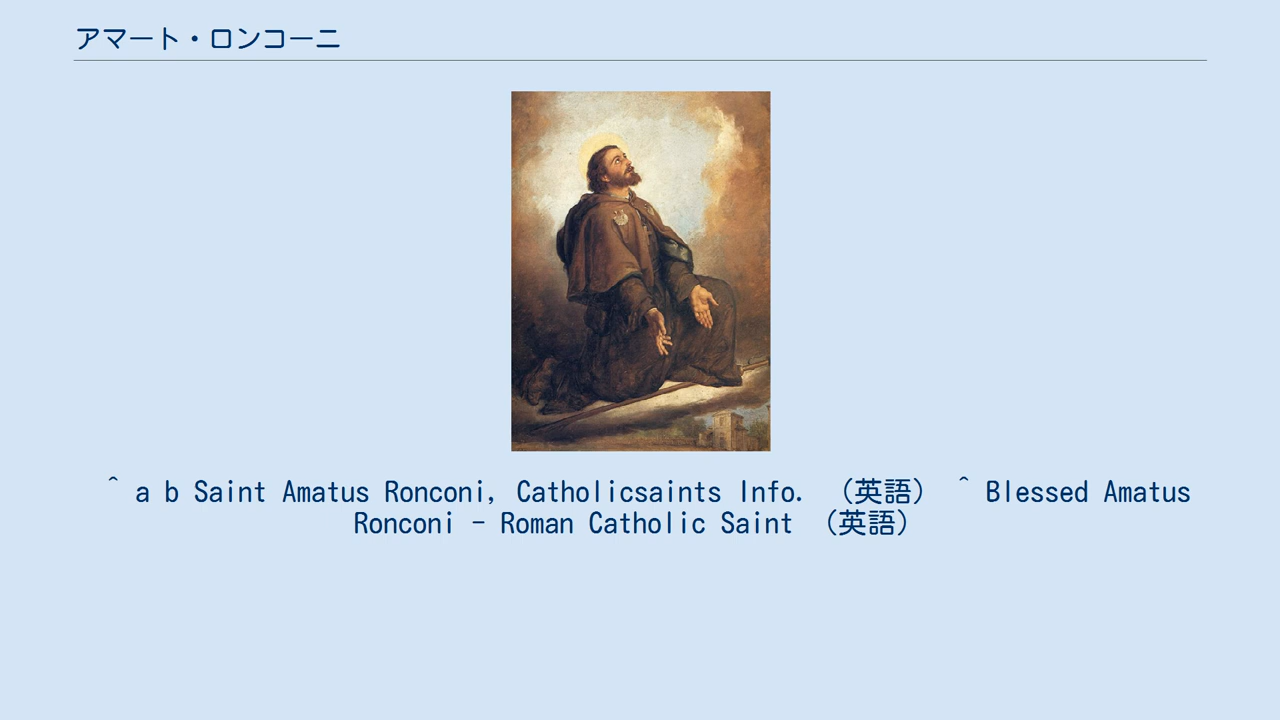 アマート・ロンコーニ
^ a b Saint Amatus Ronconi, Catholicsaints Info. （英語） ^ Blessed Amatus
Ronconi - Roman Catholic Saint （英語）